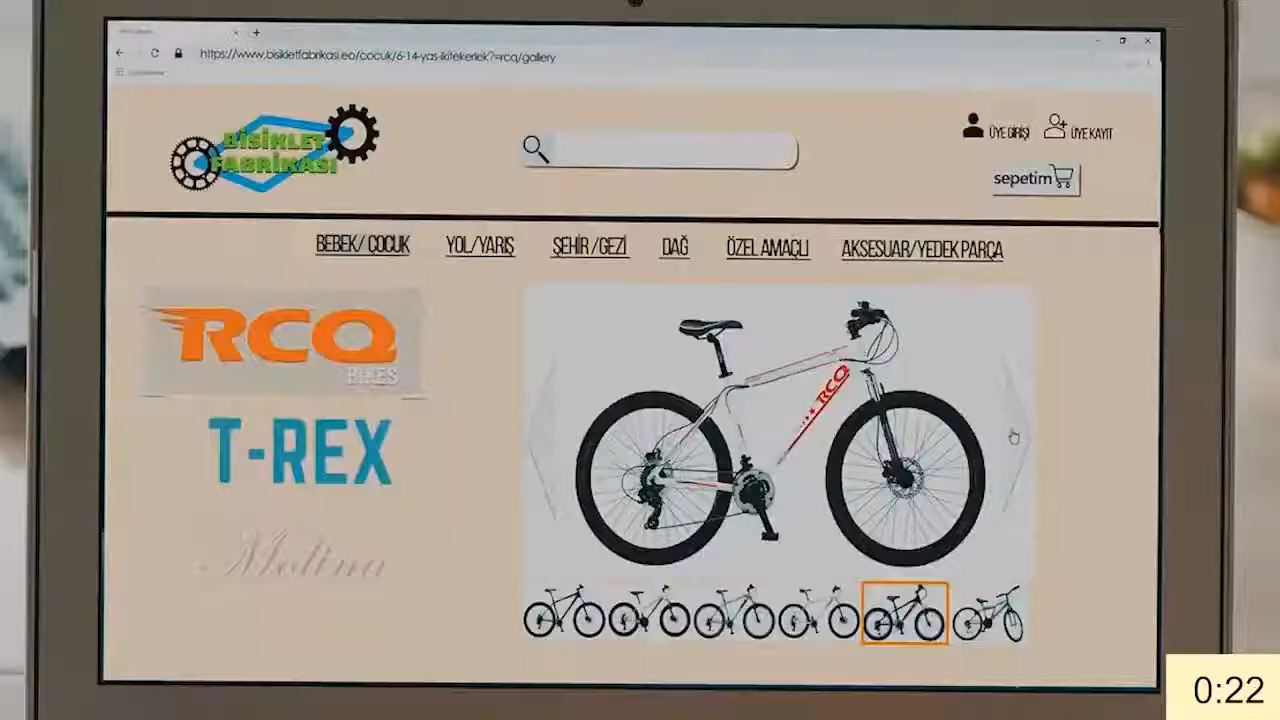 https://www.bisikletfabrikasi.eo/cocuk/6-14-yas-ikitekerlek?=rcq/gallery
BİSİKLET
FABRİKASI
ÜYE GİRİŞİ
ÜYE KAYIT
sepetim
BEBEK/ ÇOCUK
YOL/YARIŞ
ŞEHİR/GEZİ
DAĞ
ÖZEL AMAÇLI
AKSESUAR/YEDEK PARÇA
RCQ
BIKES
T-REX
Molina
RCQ
0:22